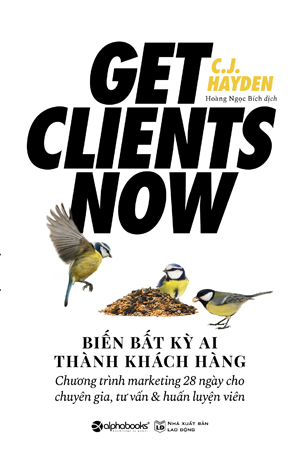 GET
C.J.
HAYDEN
Hoàng Ngọc Bích dịch
CLIENTS
NOW
BIẾN BẤT KỲ AI
THÀNH KHÁCH HÀNG
Chương trình marketing 28 ngày cho
chuyên gia, tư vấn & huấn luyện viên
alphabooks
NHÀ XUẤT BẢN
LAO ĐỘNG